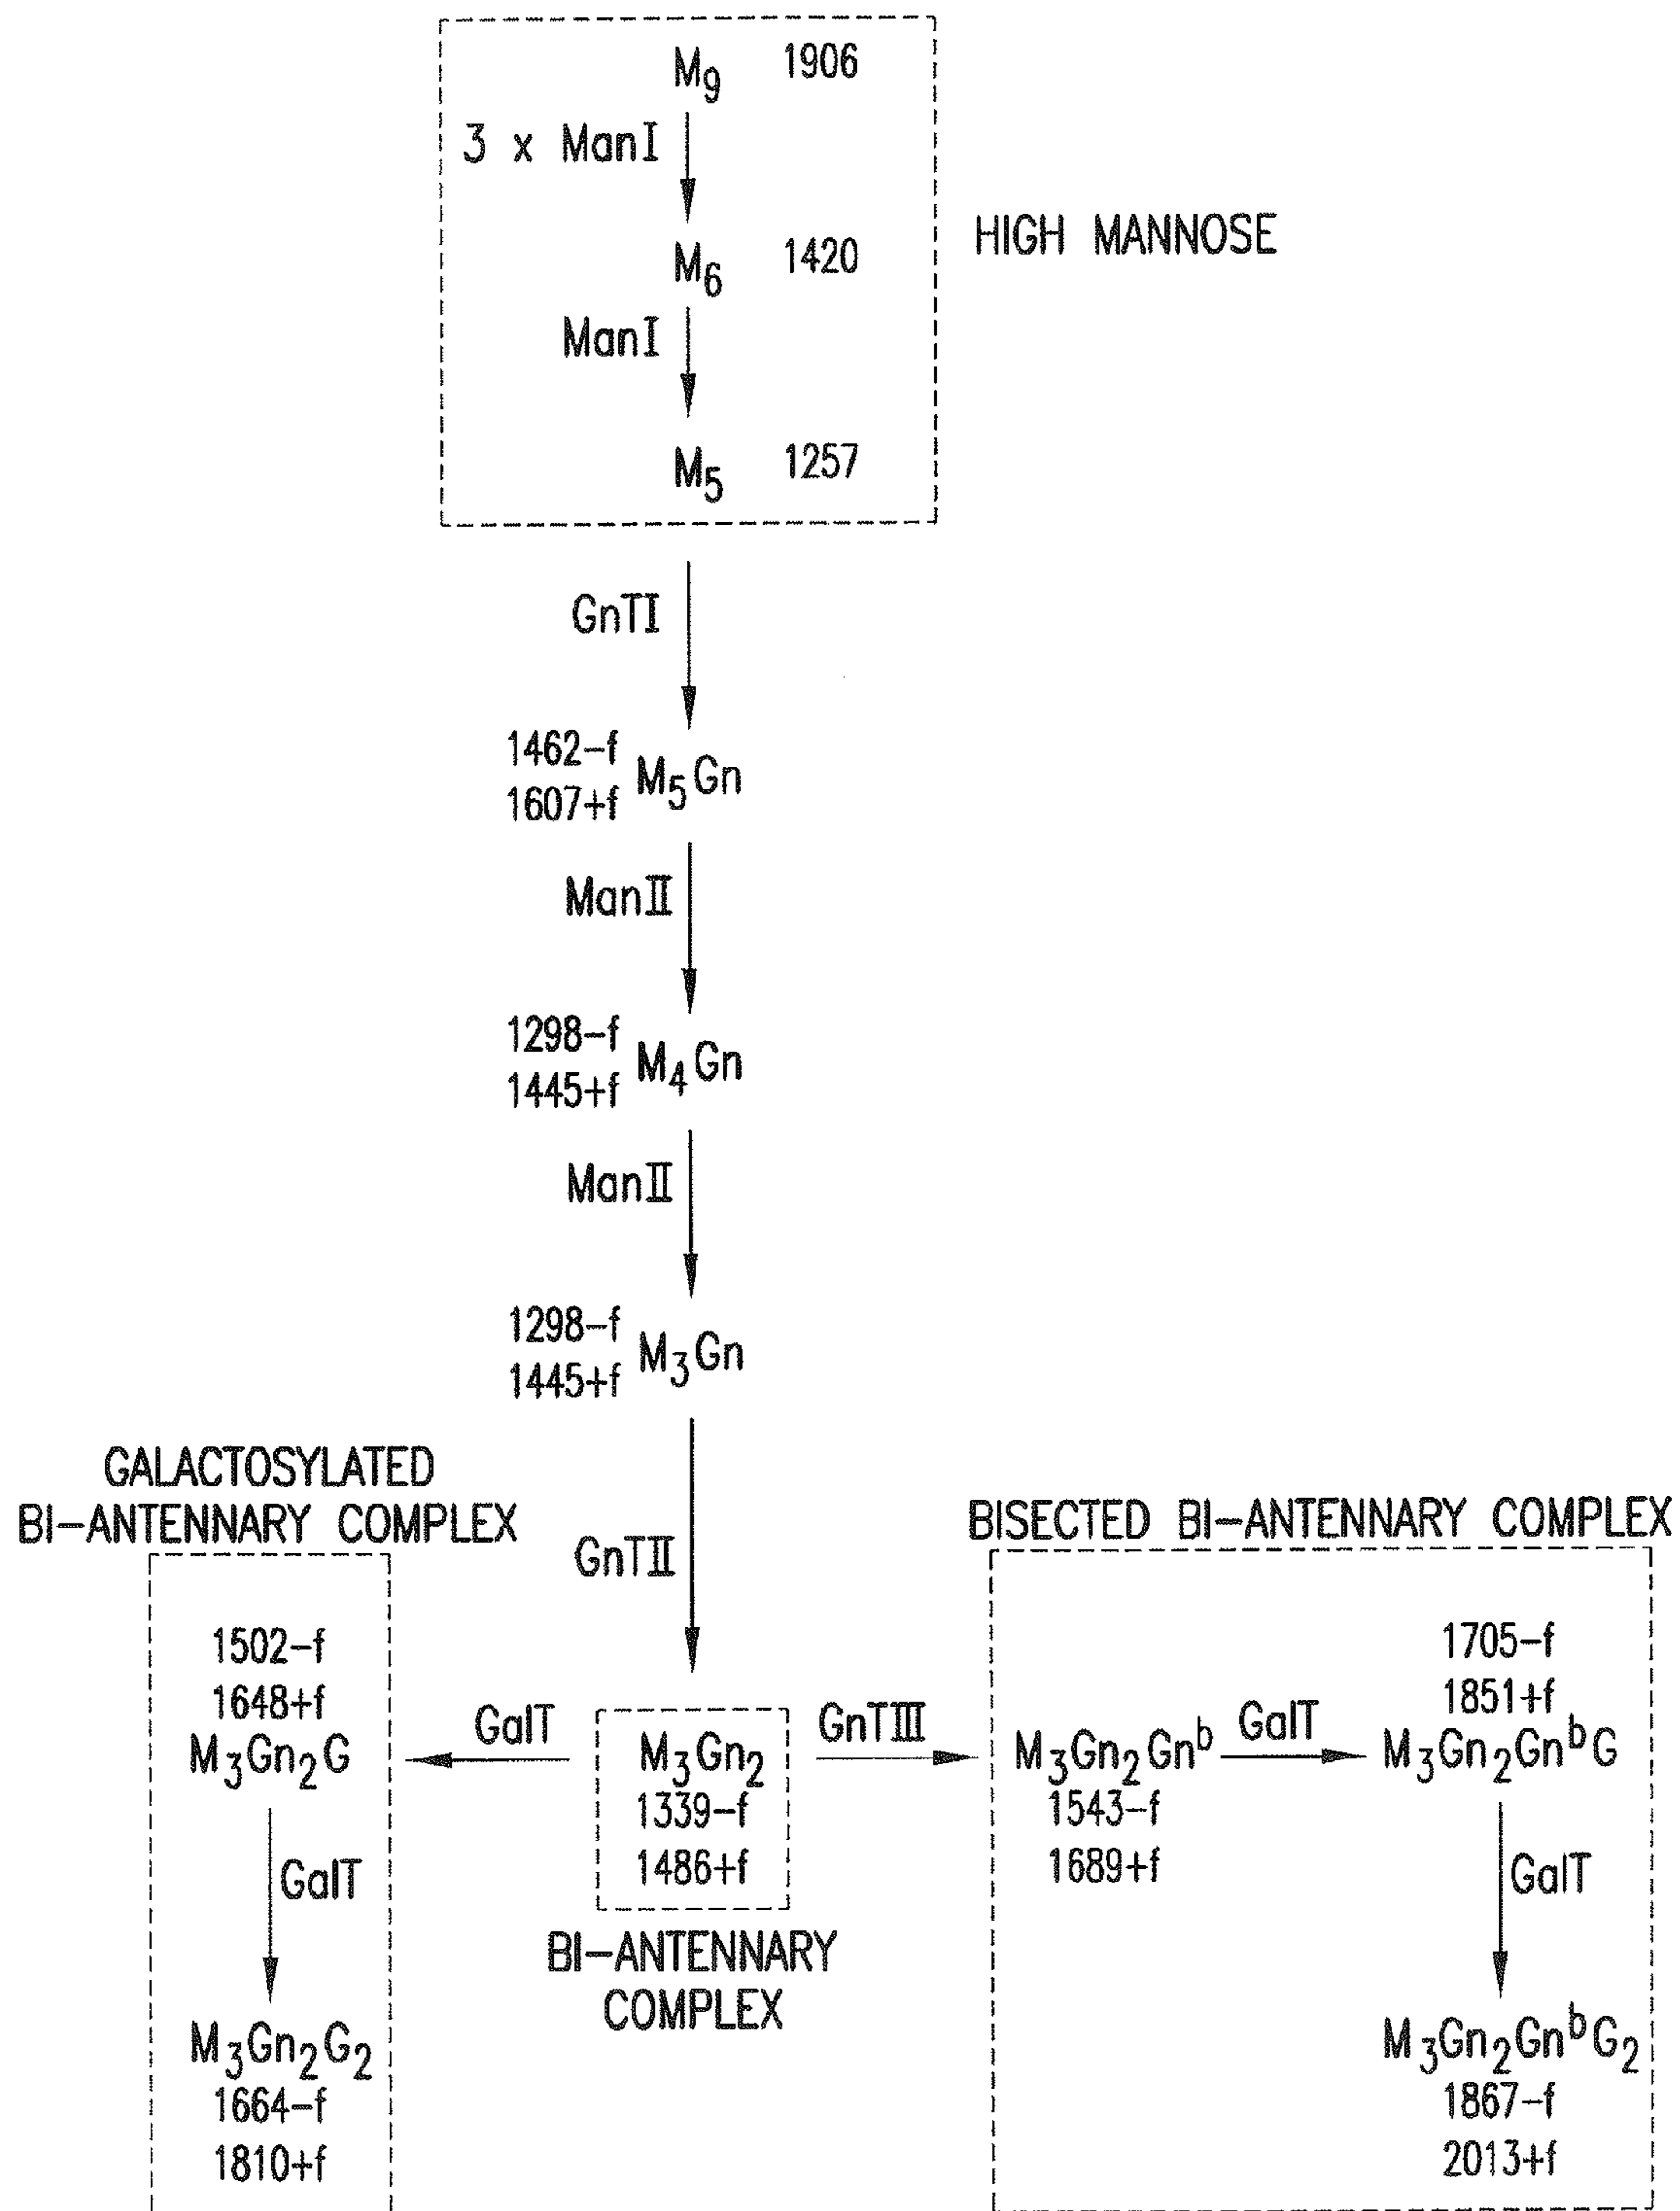 M₉ 1906
3 x ManI
M₆ 1420
HIGH MANNOSE
ManI
M₅ 1257
GnTI
1462-f
1607+f
M₅Gn
ManII
1298-f
1445+f
M₄Gn
ManII
1298-f
1445+f
M₃Gn
GnTII
GALACTOSYLATED
BI-ANTENNARY COMPLEX
1502-f
1648+f
M₃Gn₂G
GalT
M₃Gn₂G₂
1664-f
1810+f
GalT
M₃Gn₂
1339-f
1486+f
BI-ANTENNARY
COMPLEX
GnTIII
BISECTED BI-ANTENNARY COMPLEX
M₃Gn₂Gnᵇ
1543-f
1689+f
GalT
1705-f
1851+f
M₃Gn₂GnᵇG
GalT
M₃Gn₂GnᵇG₂
1867-f
2013+f